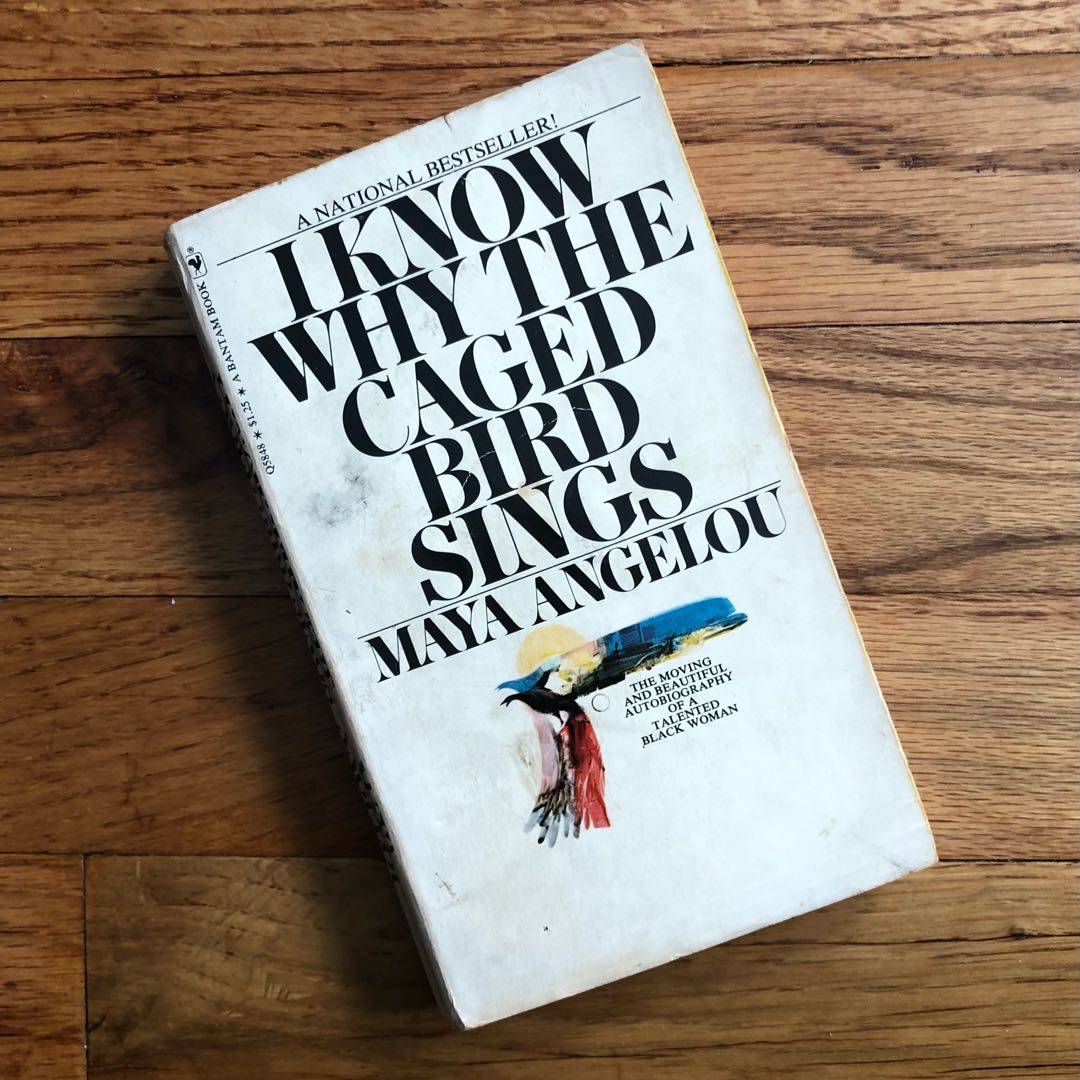 A NATIONAL BESTSELLER!
I KNOW
WHY THE
CAGED
BIRD
SINGS
MAYA ANGELOU
THE MOVING
AND BEAUTIFUL
AUTOBIOGRAPHY
OF A
TALENTED
BLACK WOMAN
Q5848 ★ $1.25 ★ A BANTAM BOOK ®